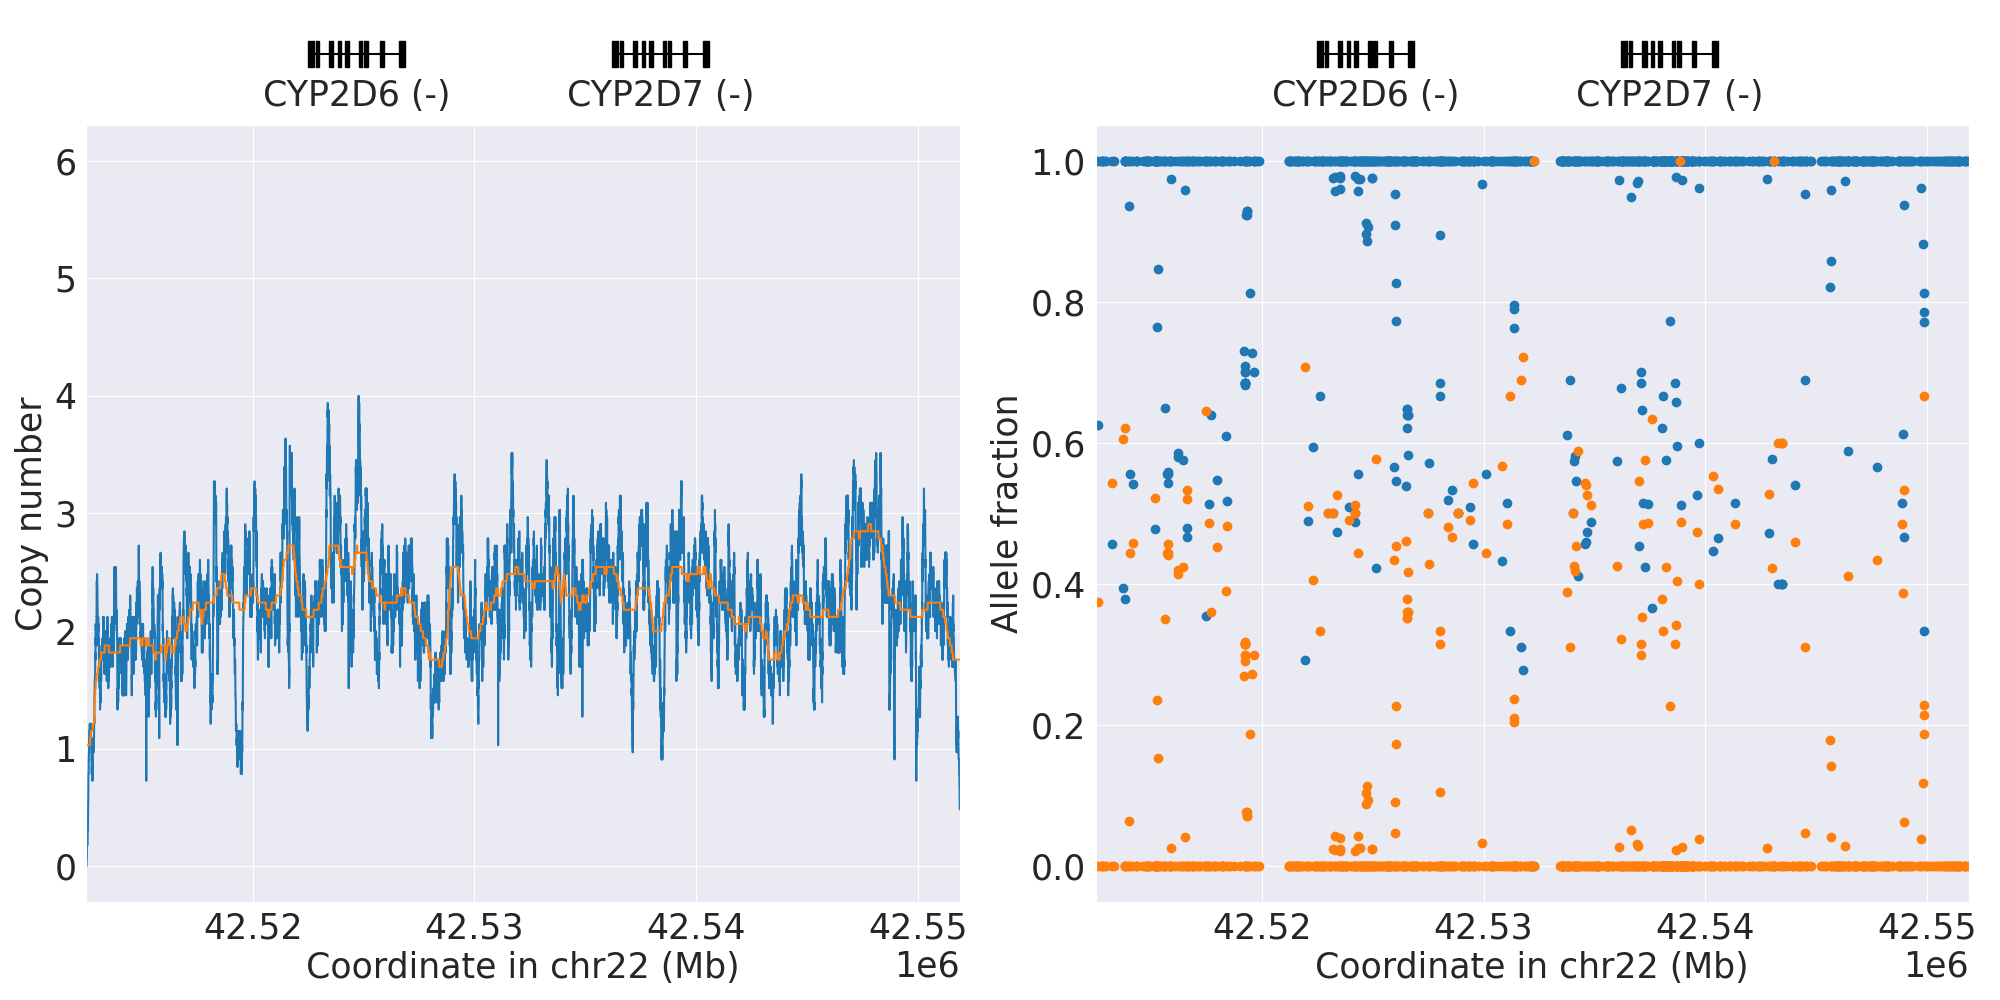 CYP2D6 (-) CYP2D7 (-)
6
5
4
3
2
1
0
Copy number
42.52 42.53 42.54 42.55
Coordinate in chr22 (Mb)
1e6
CYP2D6 (-) CYP2D7 (-)
1.0
0.8
0.6
0.4
0.2
0.0
Allele fraction
42.52 42.53 42.54 42.55
Coordinate in chr22 (Mb)
1e6